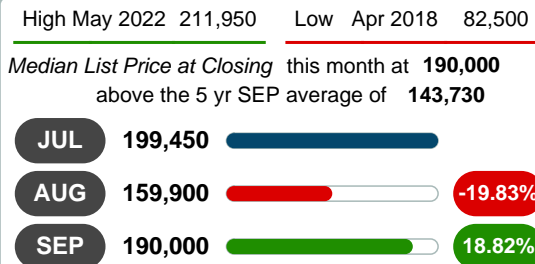 High May 2022 211,950 Low Apr 2018 82,500
Median List Price at Closing this month at 190,000
above the 5 yr SEP average of 143,730
JUL 199,450
AUG 159,900 -19.83%
SEP 190,000 18.82%